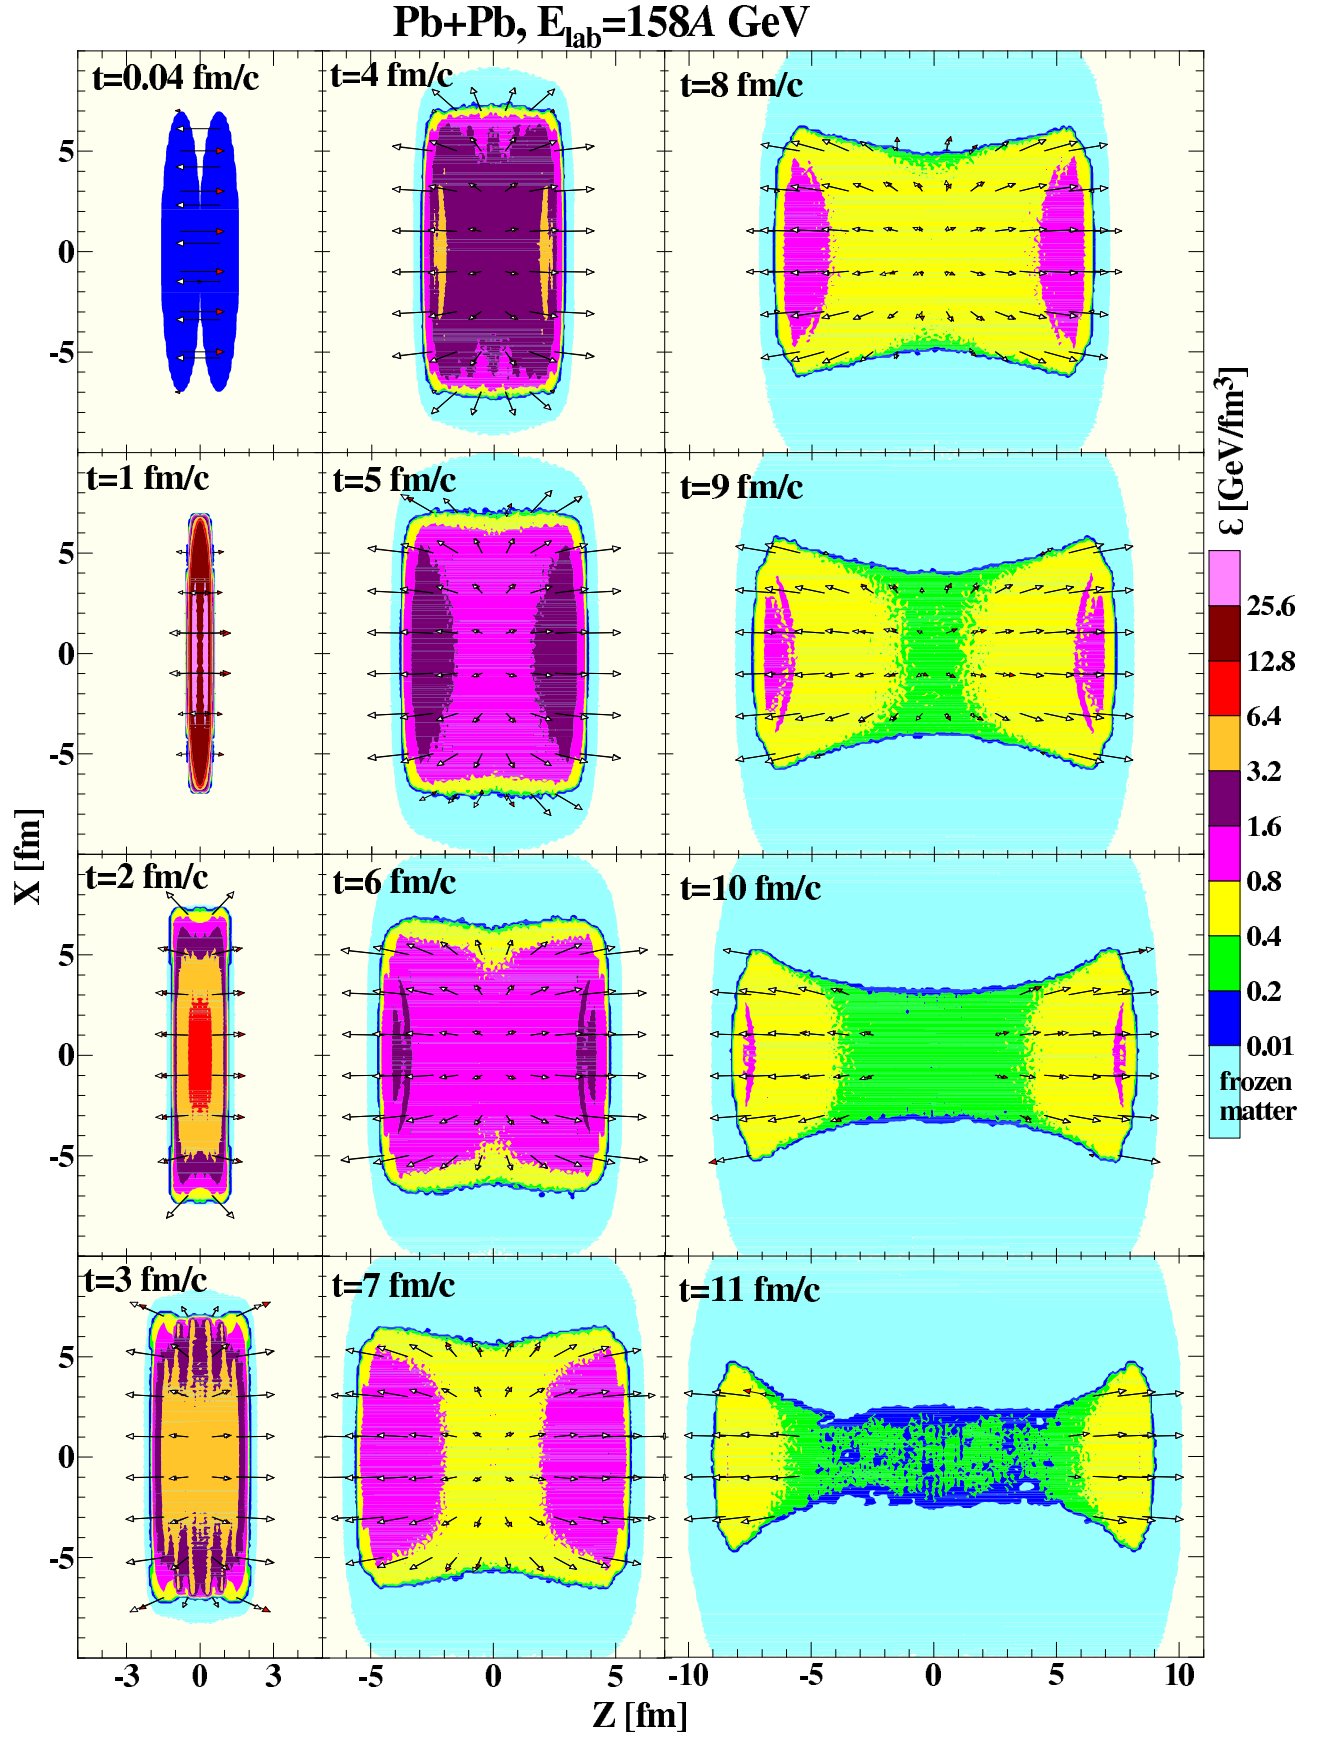 Pb+Pb, E_lab=158A GeV
t=0.04 fm/c
t=4 fm/c
t=8 fm/c
5
0
-5
t=1 fm/c
t=5 fm/c
t=9 fm/c
5
0
-5
t=2 fm/c
t=6 fm/c
t=10 fm/c
5
0
-5
t=3 fm/c
t=7 fm/c
t=11 fm/c
5
0
-5
-3 0 3
-5 0 5
-10 -5 0 5 10
X [fm]
Z [fm]
ε [GeV/fm³]
25.6
12.8
6.4
3.2
1.6
0.8
0.4
0.2
0.01
frozen
matter